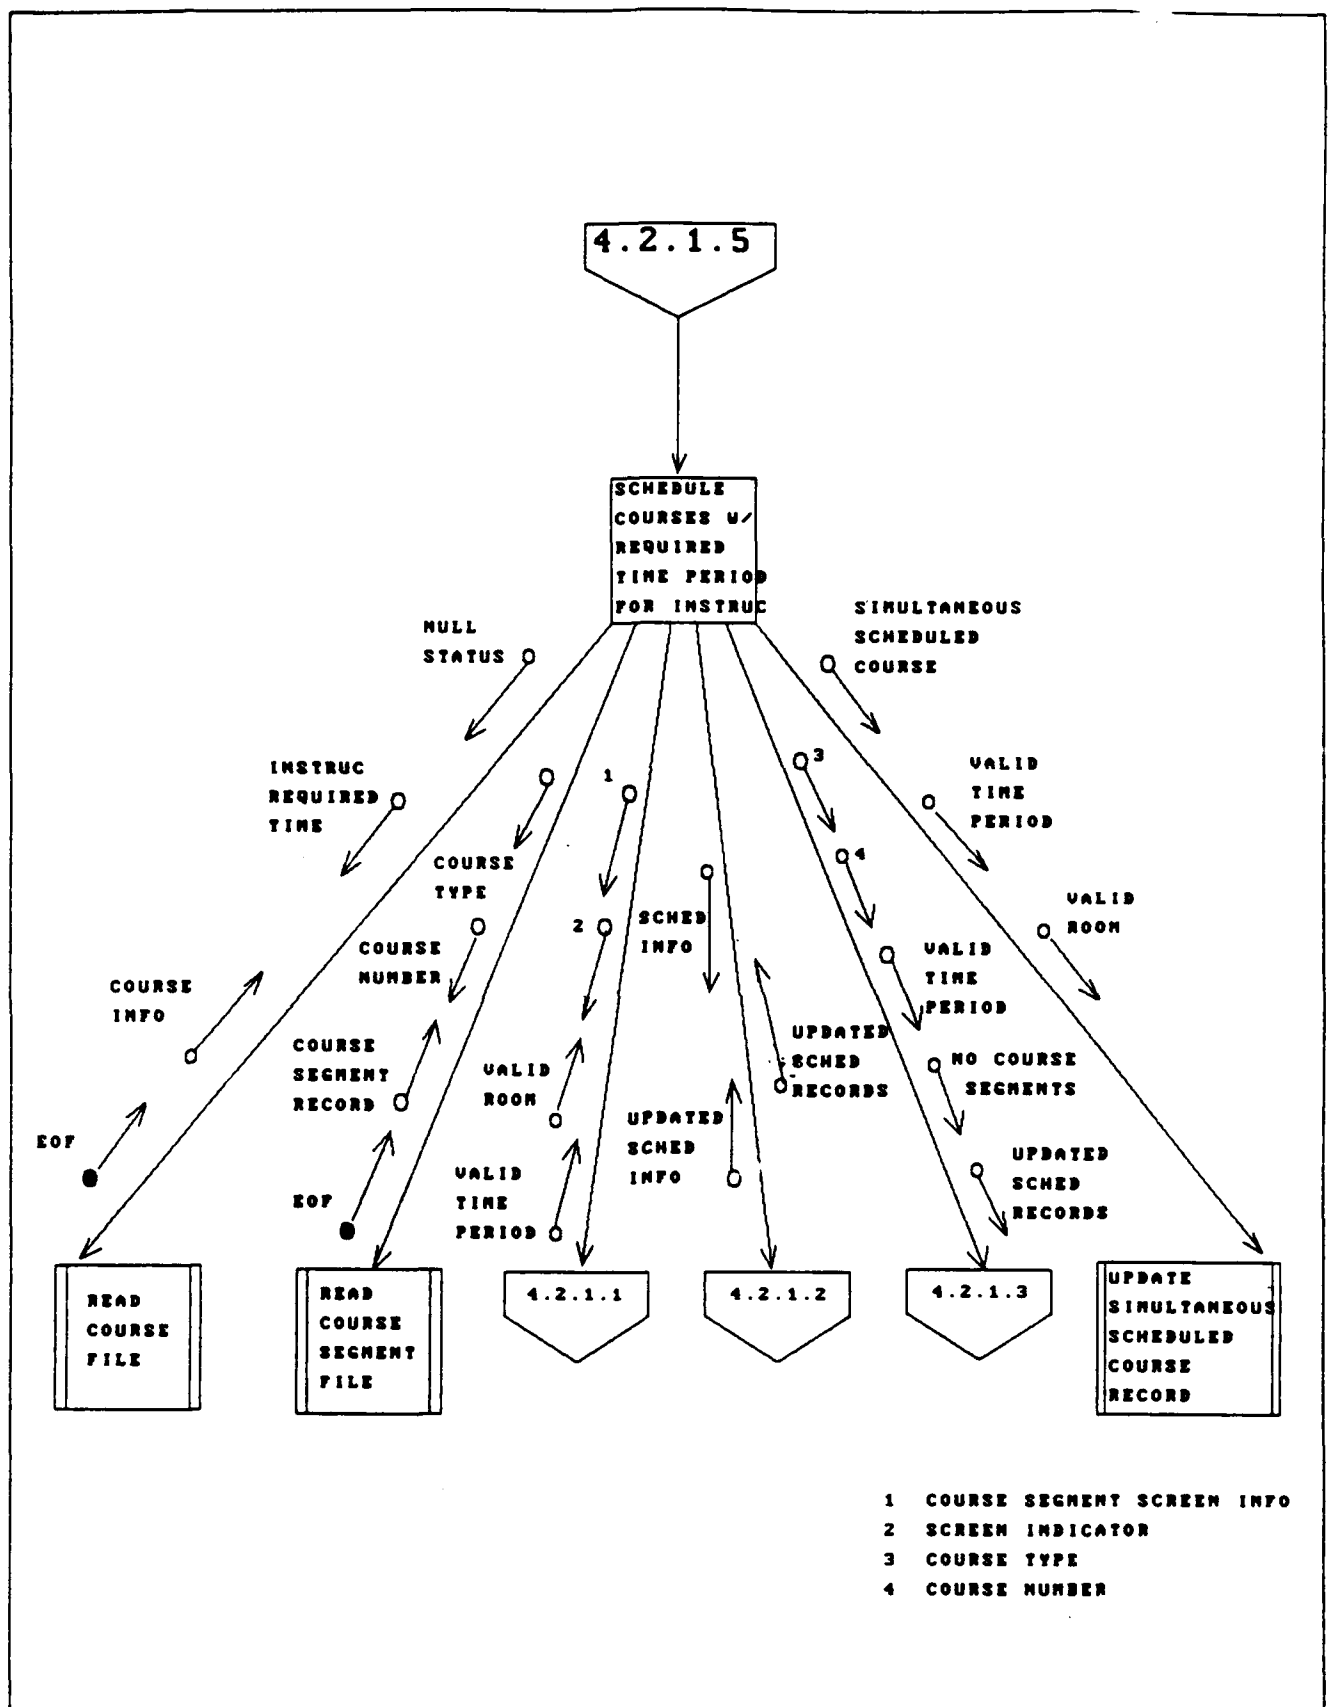 4.2.1.5
SCHEDULE
COURSES W/
REQUIRED
TIME PERIOD
FOR INSTRUC
NULL
STATUS
SIMULTANEOUS
SCHEDULED
COURSE
INSTRUC
REQUIRED
TIME
1
3
VALID
TIME
PERIOD
COURSE
TYPE
4
2
SCHED
INFO
VALID
ROOM
COURSE
NUMBER
VALID
TIME
PERIOD
COURSE
INFO
COURSE
SEGMENT
RECORD
VALID
ROOM
UPDATED
SCHED
RECORDS
NO COURSE
SEGMENTS
UPDATED
SCHED
INFO
EOF
EOF
VALID
TIME
PERIOD
UPDATED
SCHED
RECORDS
READ
COURSE
FILE
READ
COURSE
SEGMENT
FILE
4.2.1.1
4.2.1.2
4.2.1.3
UPDATE
SIMULTANEOUS
SCHEDULED
COURSE
RECORD
1 COURSE SEGMENT SCREEN INFO
2 SCREEN INDICATOR
3 COURSE TYPE
4 COURSE NUMBER